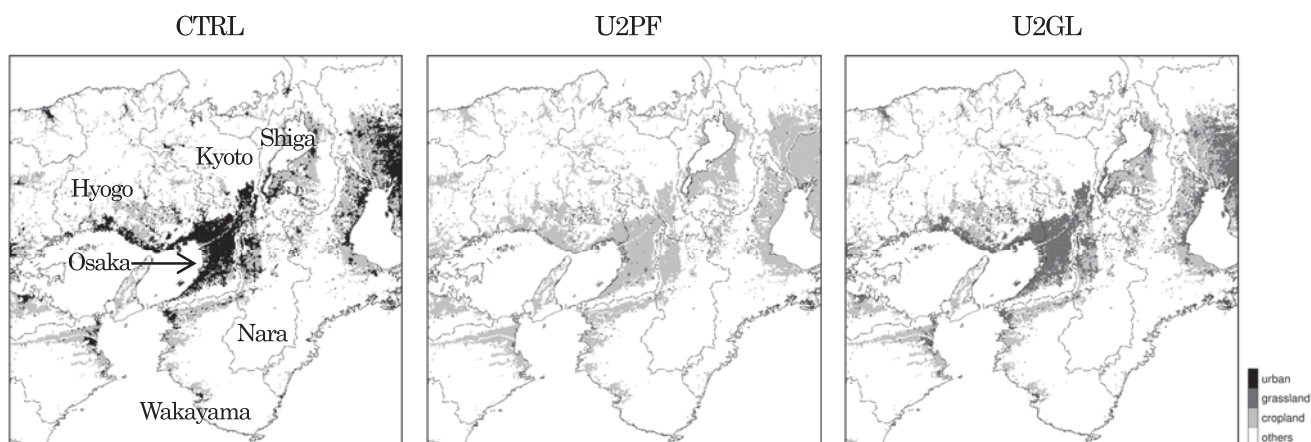 CTRL
U2PF
U2GL
Shiga
Kyoto
Hyogo
Osaka
Nara
Wakayama
urban
grassland
cropland
others